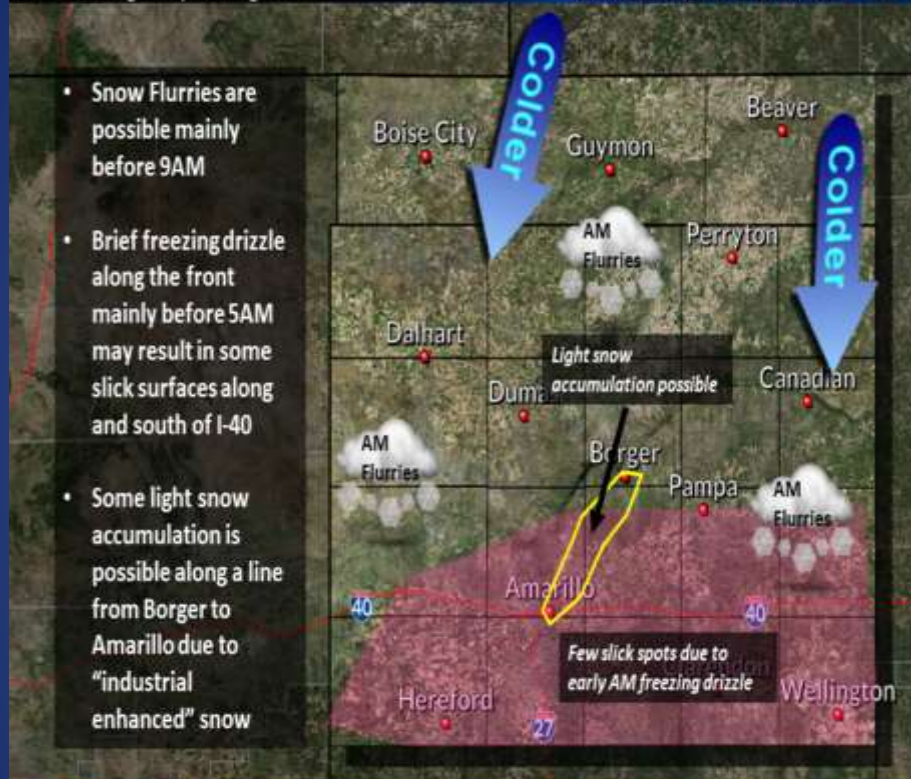 • Snow Flurries are
possible mainly
before 9AM
• Brief freezing drizzle
along the front
mainly before 5AM
may result in some
slick surfaces along
and south of I-40
• Some light snow
accumulation is
possible along a line
from Borger to
Amarillo due to
“industrial
enhanced” snow
Colder
Colder
Boise City
Guymon
Beaver
AM
Flurries
Perryton
Dalhart
Light snow
accumulation possible
Canadian
AM
Flurries
Borger
Pampa
AM
Flurries
Amarillo
40
40
Few slick spots due to
early AM freezing drizzle
Hereford
27
Wellington